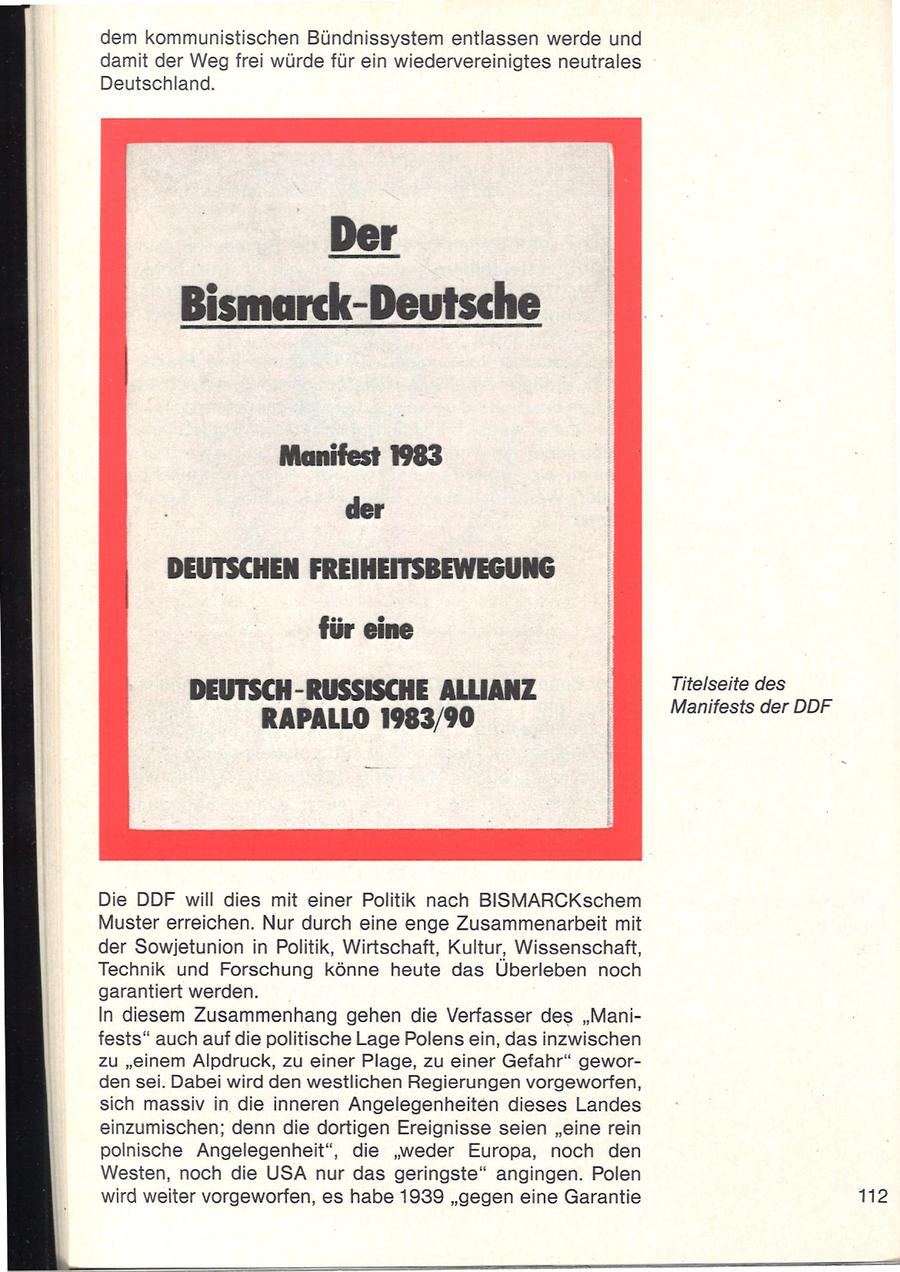 dem kommunistischen Bündnissystem entlassen werde und
damit der Weg frei würde für ein wiedervereinigtes neutrales
Deutschland.
Der
Bismarck-Deutsche
Manifest 1983
der
DEUTSCHEN FREIHEITSBEWEGUNG
für eine
DEUTSCH-RUSSISCHE ALLIANZ
RAPALLO 1983/90
Titelseite des
Manifests der DDF
Die DDF will dies mit einer Politik nach BISMARCKschem
Muster erreichen. Nur durch eine enge Zusammenarbeit mit
der Sowjetunion in Politik, Wirtschaft, Kultur, Wissenschaft,
Technik und Forschung könne heute das Überleben noch
garantiert werden.
In diesem Zusammenhang gehen die Verfasser des „Mani-
fests“ auch auf die politische Lage Polens ein, das inzwischen
zu „einem Alpdruck, zu einer Plage, zu einer Gefahr“ gewor-
den sei. Dabei wird den westlichen Regierungen vorgeworfen,
sich massiv in die inneren Angelegenheiten dieses Landes
einzumischen; denn die dortigen Ereignisse seien „eine rein
polnische Angelegenheit“, die „weder Europa, noch den
Westen, noch die USA nur das geringste“ angingen. Polen
wird weiter vorgeworfen, es habe 1939 „gegen eine Garantie
112